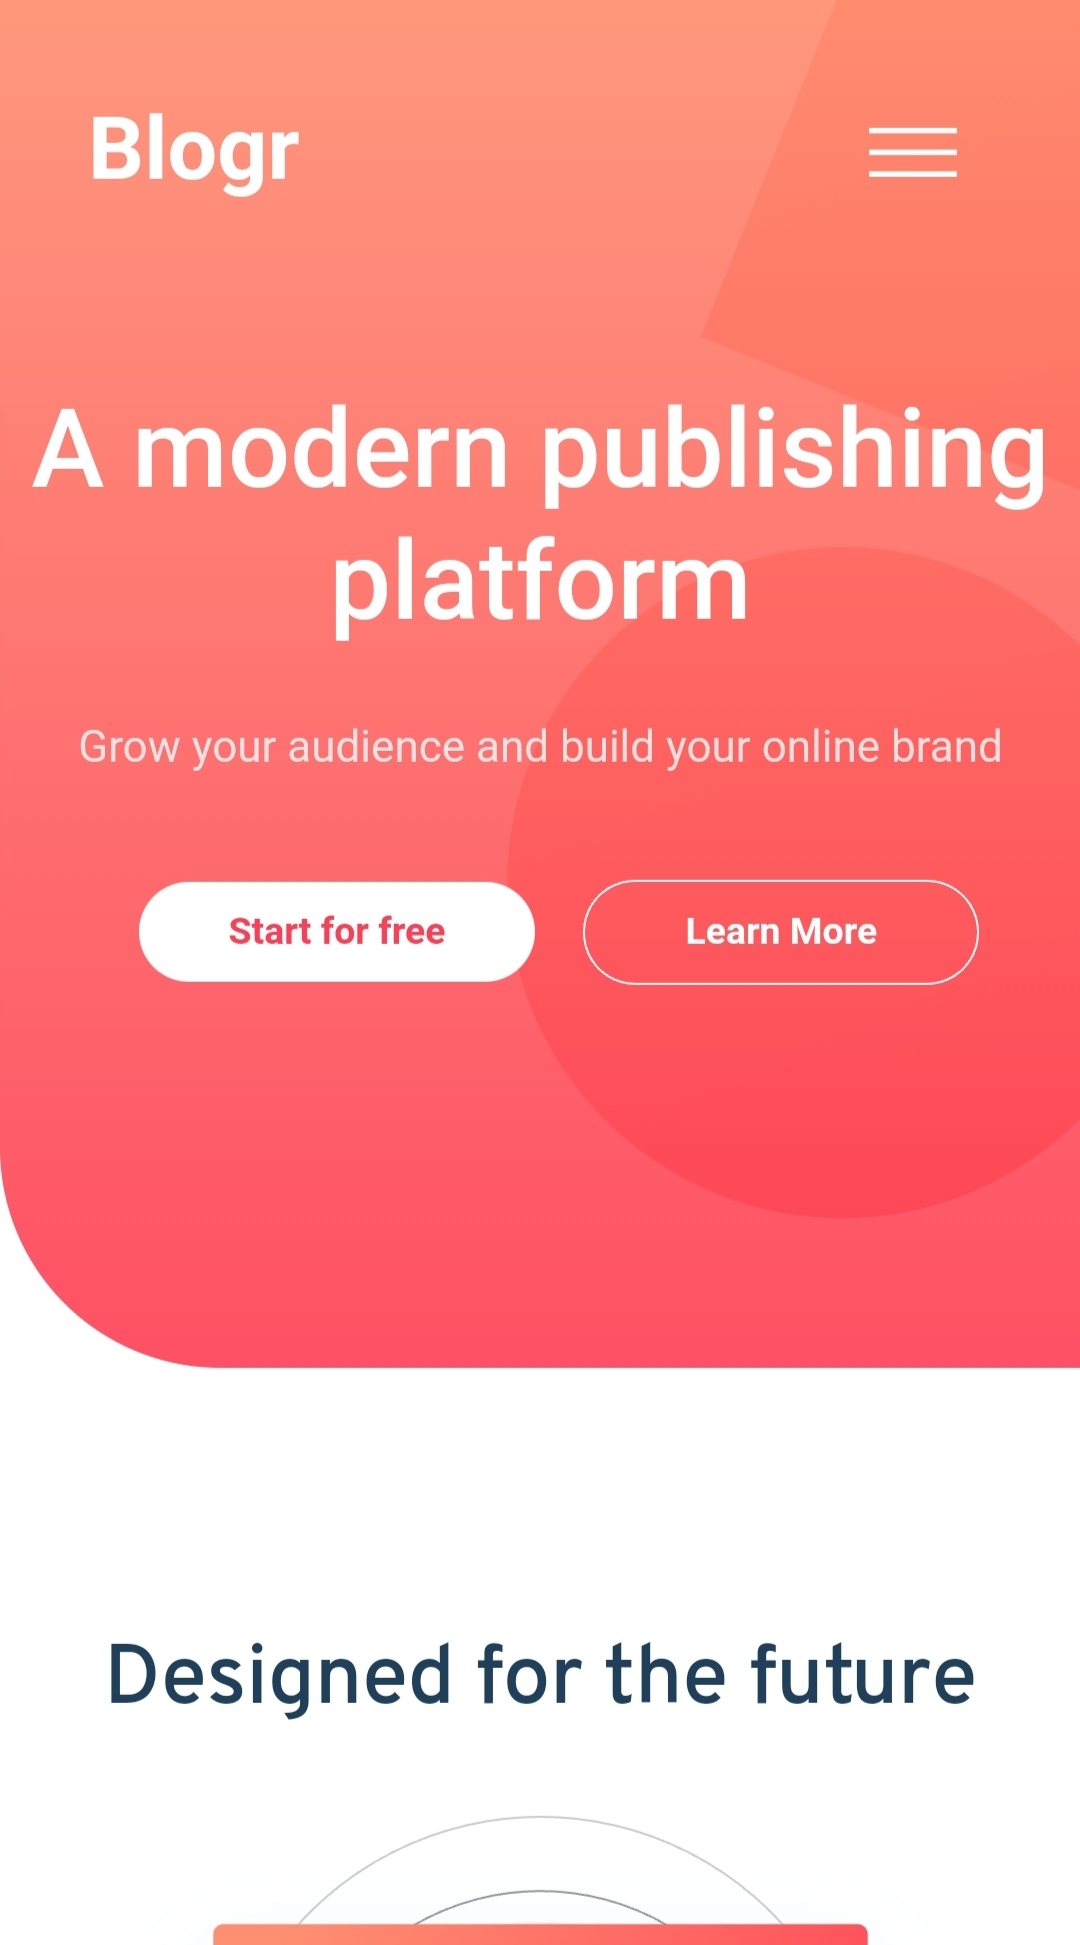 Blogr
A modern publishing
platform
Grow your audience and build your online brand
Start for free
Learn More
Designed for the future